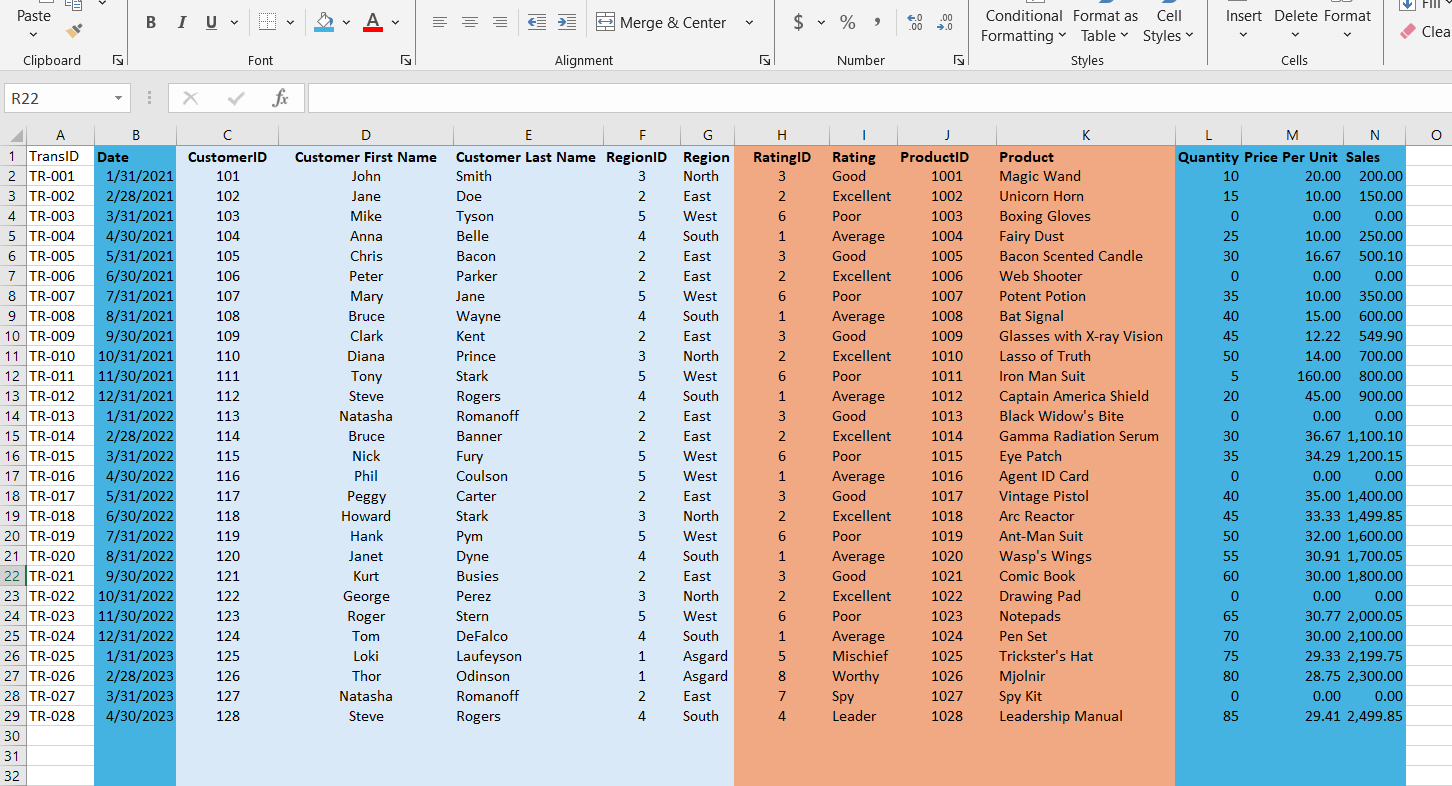 Paste B I U A Merge & Center $ % , Conditional Formatting Format as Table Cell Styles Insert Delete Format Fill
Clipboard Font Alignment Number Styles Cells
R22 fx
A B C D E F G H I J K L M N O
1 TransID Date CustomerID Customer First Name Customer Last Name RegionID Region RatingID Rating ProductID Product Quantity Price Per Unit Sales
2 TR-001 1/31/2021 101 John Smith 3 North 3 Good 1001 Magic Wand 10 20.00 200.00
3 TR-002 2/28/2021 102 Jane Doe 2 East 2 Excellent 1002 Unicorn Horn 15 10.00 150.00
4 TR-003 3/31/2021 103 Mike Tyson 5 West 6 Poor 1003 Boxing Gloves 0 0.00 0.00
5 TR-004 4/30/2021 104 Anna Belle 4 South 1 Average 1004 Fairy Dust 25 10.00 250.00
6 TR-005 5/31/2021 105 Chris Bacon 2 East 3 Good 1005 Bacon Scented Candle 30 16.67 500.10
7 TR-006 6/30/2021 106 Peter Parker 2 East 2 Excellent 1006 Web Shooter 0 0.00 0.00
8 TR-007 7/31/2021 107 Mary Jane 5 West 6 Poor 1007 Potent Potion 35 10.00 350.00
9 TR-008 8/31/2021 108 Bruce Wayne 4 South 1 Average 1008 Bat Signal 40 15.00 600.00
10 TR-009 9/30/2021 109 Clark Kent 2 East 3 Good 1009 Glasses with X-ray Vision 45 12.22 549.90
11 TR-010 10/31/2021 110 Diana Prince 3 North 2 Excellent 1010 Lasso of Truth 50 14.00 700.00
12 TR-011 11/30/2021 111 Tony Stark 5 West 6 Poor 1011 Iron Man Suit 5 160.00 800.00
13 TR-012 12/31/2021 112 Steve Rogers 4 South 1 Average 1012 Captain America Shield 20 45.00 900.00
14 TR-013 1/31/2022 113 Natasha Romanoff 2 East 3 Good 1013 Black Widow's Bite 0 0.00 0.00
15 TR-014 2/28/2022 114 Bruce Banner 2 East 2 Excellent 1014 Gamma Radiation Serum 30 36.67 1,100.10
16 TR-015 3/31/2022 115 Nick Fury 5 West 6 Poor 1015 Eye Patch 35 34.29 1,200.15
17 TR-016 4/30/2022 116 Phil Coulson 5 West 1 Average 1016 Agent ID Card 0 0.00 0.00
18 TR-017 5/31/2022 117 Peggy Carter 2 East 3 Good 1017 Vintage Pistol 40 35.00 1,400.00
19 TR-018 6/30/2022 118 Howard Stark 3 North 2 Excellent 1018 Arc Reactor 45 33.33 1,499.85
20 TR-019 7/31/2022 119 Hank Pym 5 West 6 Poor 1019 Ant-Man Suit 50 32.00 1,600.00
21 TR-020 8/31/2022 120 Janet Dyne 4 South 1 Average 1020 Wasp's Wings 55 30.91 1,700.05
22 TR-021 9/30/2022 121 Kurt Busies 2 East 3 Good 1021 Comic Book 60 30.00 1,800.00
23 TR-022 10/31/2022 122 George Perez 3 North 2 Excellent 1022 Drawing Pad 0 0.00 0.00
24 TR-023 11/30/2022 123 Roger Stern 5 West 6 Poor 1023 Notepads 65 30.77 2,000.05
25 TR-024 12/31/2022 124 Tom DeFalco 4 South 1 Average 1024 Pen Set 70 30.00 2,100.00
26 TR-025 1/31/2023 125 Loki Laufeyson 1 Asgard 5 Mischief 1025 Trickster's Hat 75 29.33 2,199.75
27 TR-026 2/28/2023 126 Thor Odinson 1 Asgard 8 Worthy 1026 Mjolnir 80 28.75 2,300.00
28 TR-027 3/31/2023 127 Natasha Romanoff 2 East 7 Spy 1027 Spy Kit 0 0.00 0.00
29 TR-028 4/30/2023 128 Steve Rogers 4 South 4 Leader 1028 Leadership Manual 85 29.41 2,499.85
30
31
32